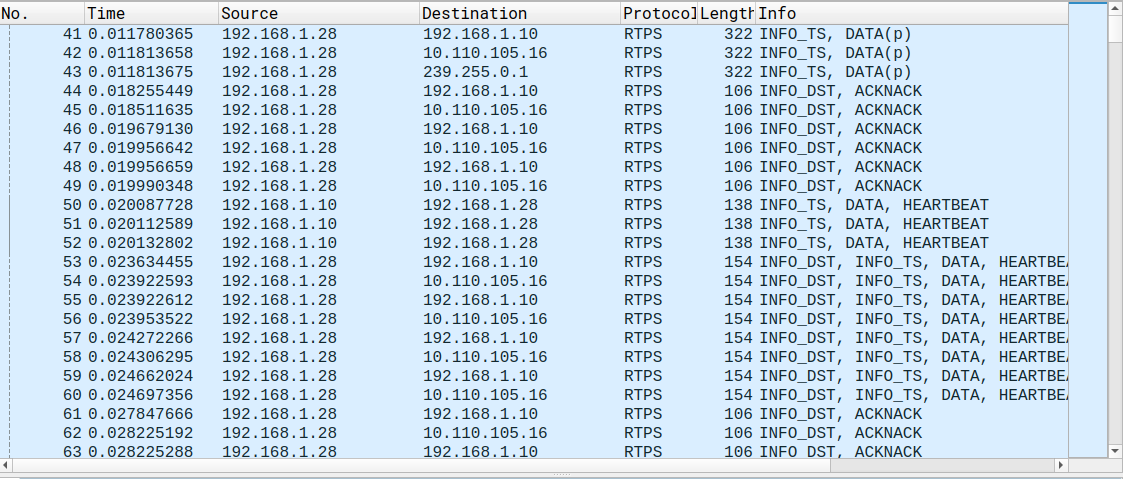 No. Time Source Destination Protocol Length Info
41 0.011780365 192.168.1.28 192.168.1.10 RTPS 322 INFO_TS, DATA(p)
42 0.011813658 192.168.1.28 10.110.105.16 RTPS 322 INFO_TS, DATA(p)
43 0.011813675 192.168.1.28 239.255.0.1 RTPS 322 INFO_TS, DATA(p)
44 0.018255449 192.168.1.28 192.168.1.10 RTPS 106 INFO_DST, ACKNACK
45 0.018511635 192.168.1.28 10.110.105.16 RTPS 106 INFO_DST, ACKNACK
46 0.019679130 192.168.1.28 192.168.1.10 RTPS 106 INFO_DST, ACKNACK
47 0.019956642 192.168.1.28 10.110.105.16 RTPS 106 INFO_DST, ACKNACK
48 0.019956659 192.168.1.28 192.168.1.10 RTPS 106 INFO_DST, ACKNACK
49 0.019990348 192.168.1.28 10.110.105.16 RTPS 106 INFO_DST, ACKNACK
50 0.020087728 192.168.1.10 192.168.1.28 RTPS 138 INFO_TS, DATA, HEARTBEAT
51 0.020112589 192.168.1.10 192.168.1.28 RTPS 138 INFO_TS, DATA, HEARTBEAT
52 0.020132802 192.168.1.10 192.168.1.28 RTPS 138 INFO_TS, DATA, HEARTBEAT
53 0.023634455 192.168.1.28 192.168.1.10 RTPS 154 INFO_DST, INFO_TS, DATA, HEARTBEA
54 0.023922593 192.168.1.28 10.110.105.16 RTPS 154 INFO_DST, INFO_TS, DATA, HEARTBEA
55 0.023922612 192.168.1.28 192.168.1.10 RTPS 154 INFO_DST, INFO_TS, DATA, HEARTBEA
56 0.023953522 192.168.1.28 10.110.105.16 RTPS 154 INFO_DST, INFO_TS, DATA, HEARTBEA
57 0.024272266 192.168.1.28 192.168.1.10 RTPS 154 INFO_DST, INFO_TS, DATA, HEARTBEA
58 0.024306295 192.168.1.28 10.110.105.16 RTPS 154 INFO_DST, INFO_TS, DATA, HEARTBEA
59 0.024662024 192.168.1.28 192.168.1.10 RTPS 154 INFO_DST, INFO_TS, DATA, HEARTBEA
60 0.024697356 192.168.1.28 10.110.105.16 RTPS 154 INFO_DST, INFO_TS, DATA, HEARTBEA
61 0.027847666 192.168.1.28 192.168.1.10 RTPS 106 INFO_DST, ACKNACK
62 0.028225192 192.168.1.28 10.110.105.16 RTPS 106 INFO_DST, ACKNACK
63 0.028225288 192.168.1.28 192.168.1.10 RTPS 106 INFO_DST, ACKNACK